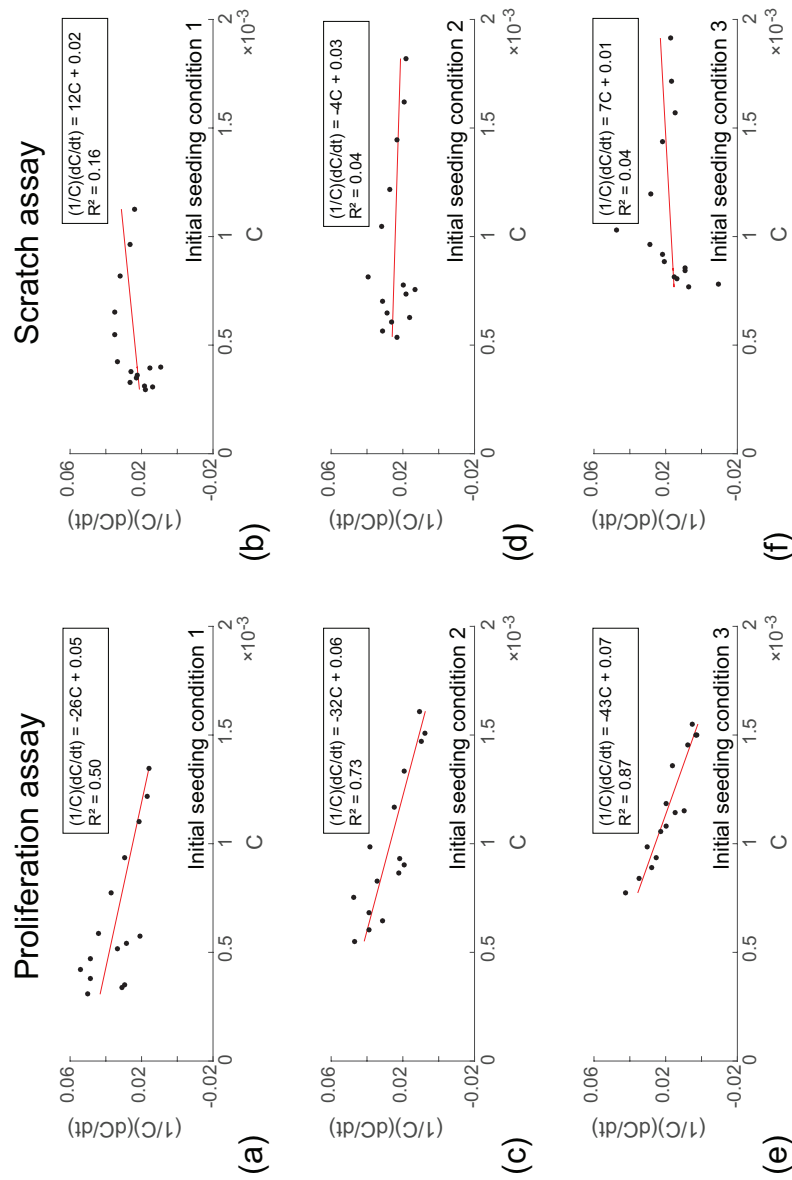 Proliferation assay
Scratch assay
(a)
(1/C)(dC/dt)
0.06
0.02
-0.02
(1/C)(dC/dt) = -26C + 0.05
R² = 0.50
Initial seeding condition 1
0
0.5
1
1.5
2
×10⁻³
C
(b)
(1/C)(dC/dt)
0.06
0.02
-0.02
(1/C)(dC/dt) = 12C + 0.02
R² = 0.16
Initial seeding condition 1
0
0.5
1
1.5
2
×10⁻³
C
(c)
(1/C)(dC/dt)
0.06
0.02
-0.02
(1/C)(dC/dt) = -32C + 0.06
R² = 0.73
Initial seeding condition 2
0
0.5
1
1.5
2
×10⁻³
C
(d)
(1/C)(dC/dt)
0.06
0.02
-0.02
(1/C)(dC/dt) = -4C + 0.03
R² = 0.04
Initial seeding condition 2
0
0.5
1
1.5
2
×10⁻³
C
(e)
(1/C)(dC/dt)
0.06
0.02
-0.02
(1/C)(dC/dt) = -43C + 0.07
R² = 0.87
Initial seeding condition 3
0
0.5
1
1.5
2
×10⁻³
C
(f)
(1/C)(dC/dt)
0.06
0.02
-0.02
(1/C)(dC/dt) = 7C + 0.01
R² = 0.04
Initial seeding condition 3
0
0.5
1
1.5
2
×10⁻³
C